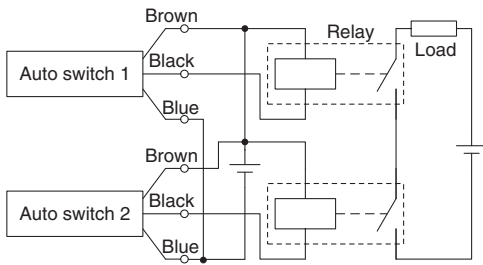 Brown
Relay
Load
Black
Auto switch 1
Blue
Brown
Black
Auto switch 2
Blue